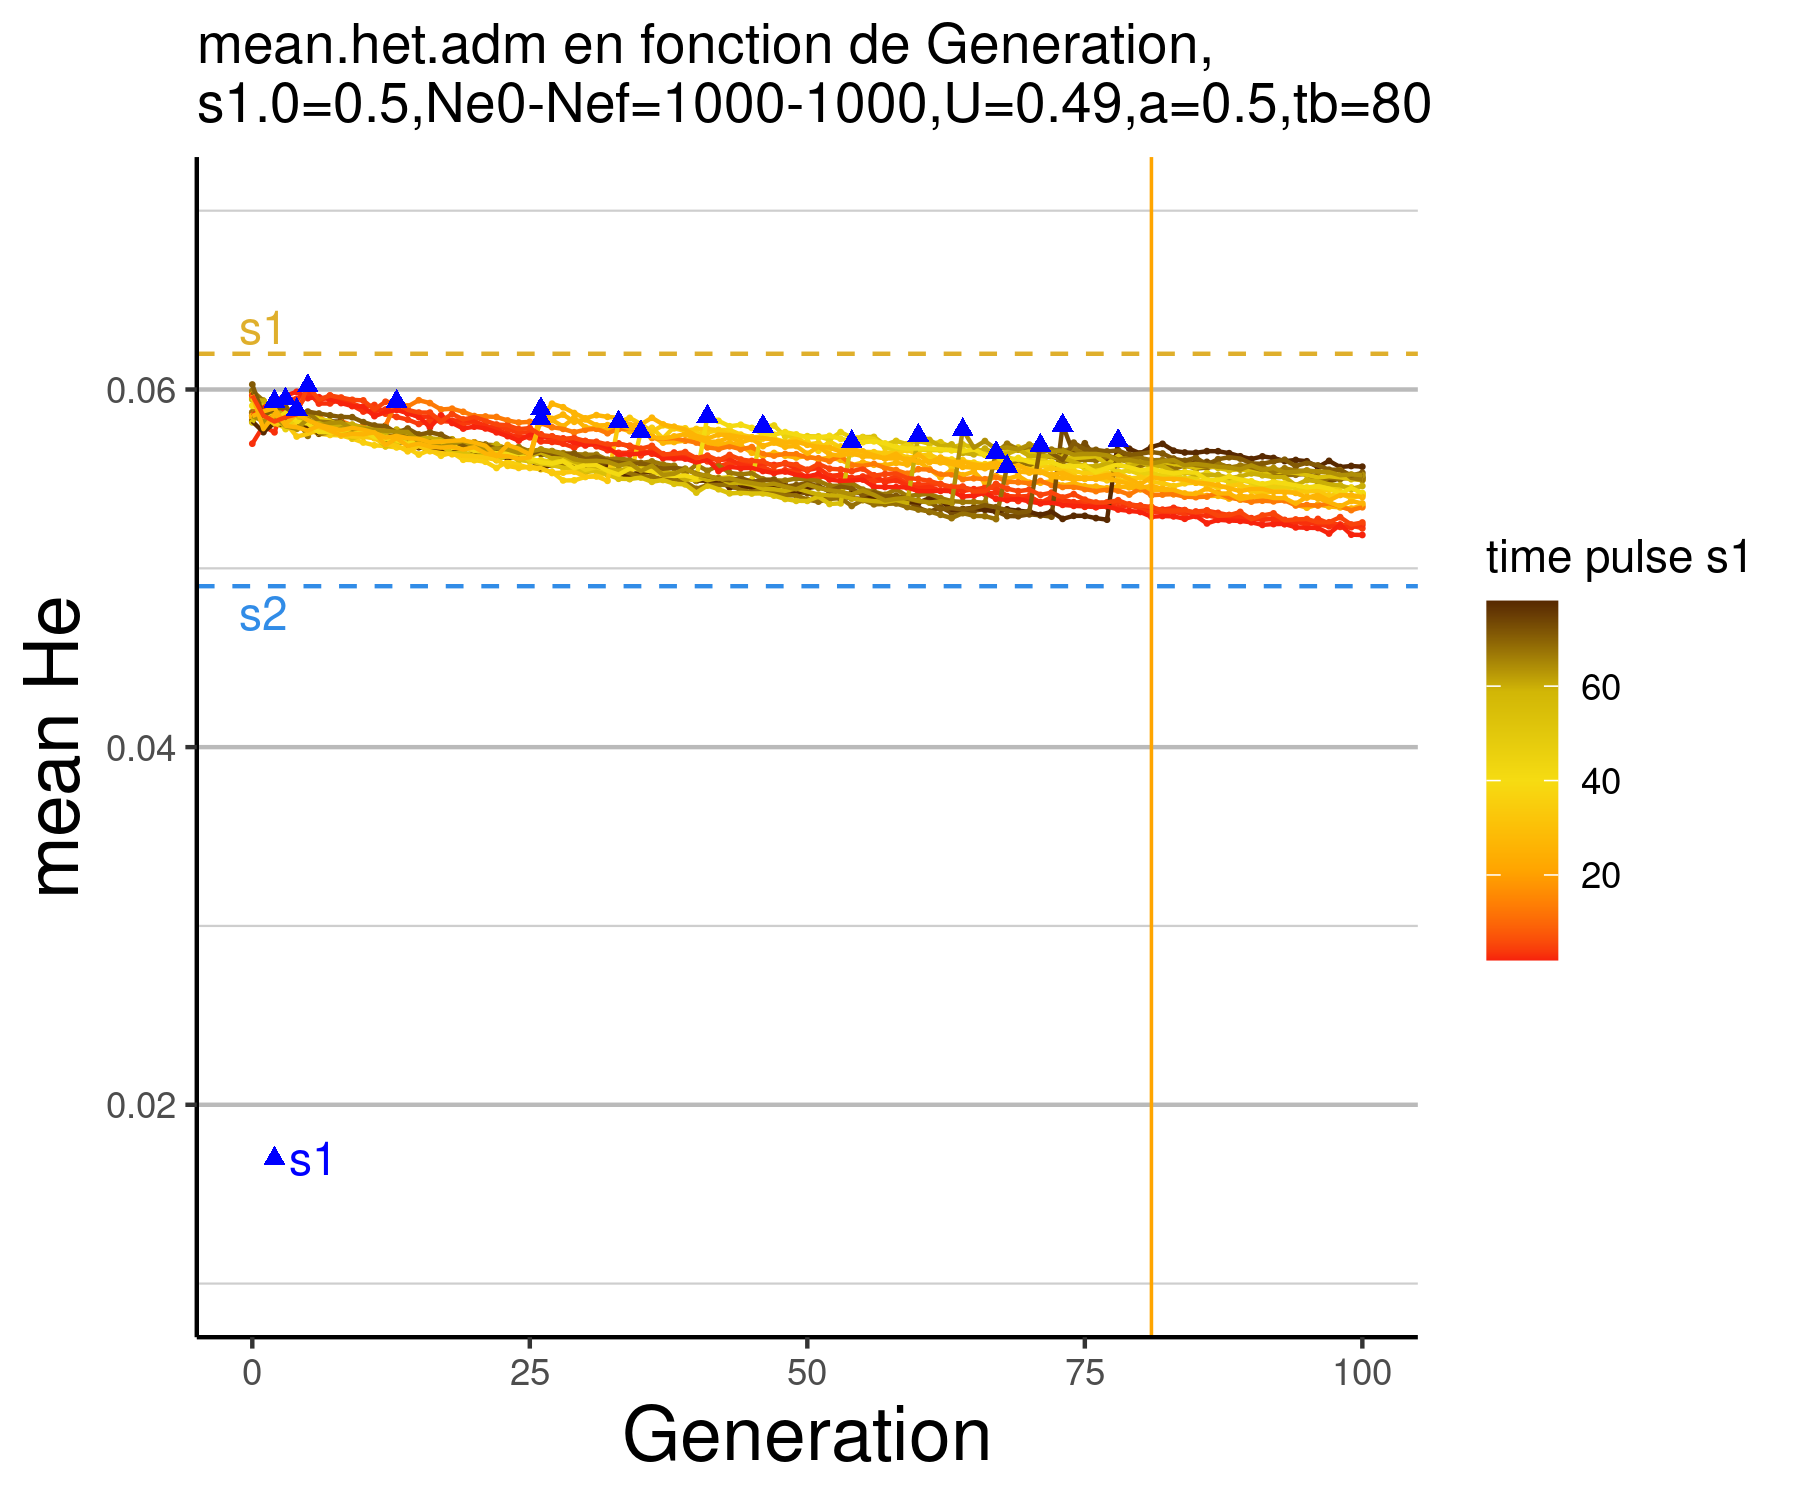 mean.het.adm en fonction de Generation,
s1.0=0.5,Ne0-Nef=1000-1000,U=0.49,a=0.5,tb=80
mean He
0.06
0.04
0.02
s1
s2
s1
0
25
50
75
100
Generation
time pulse s1
60
40
20